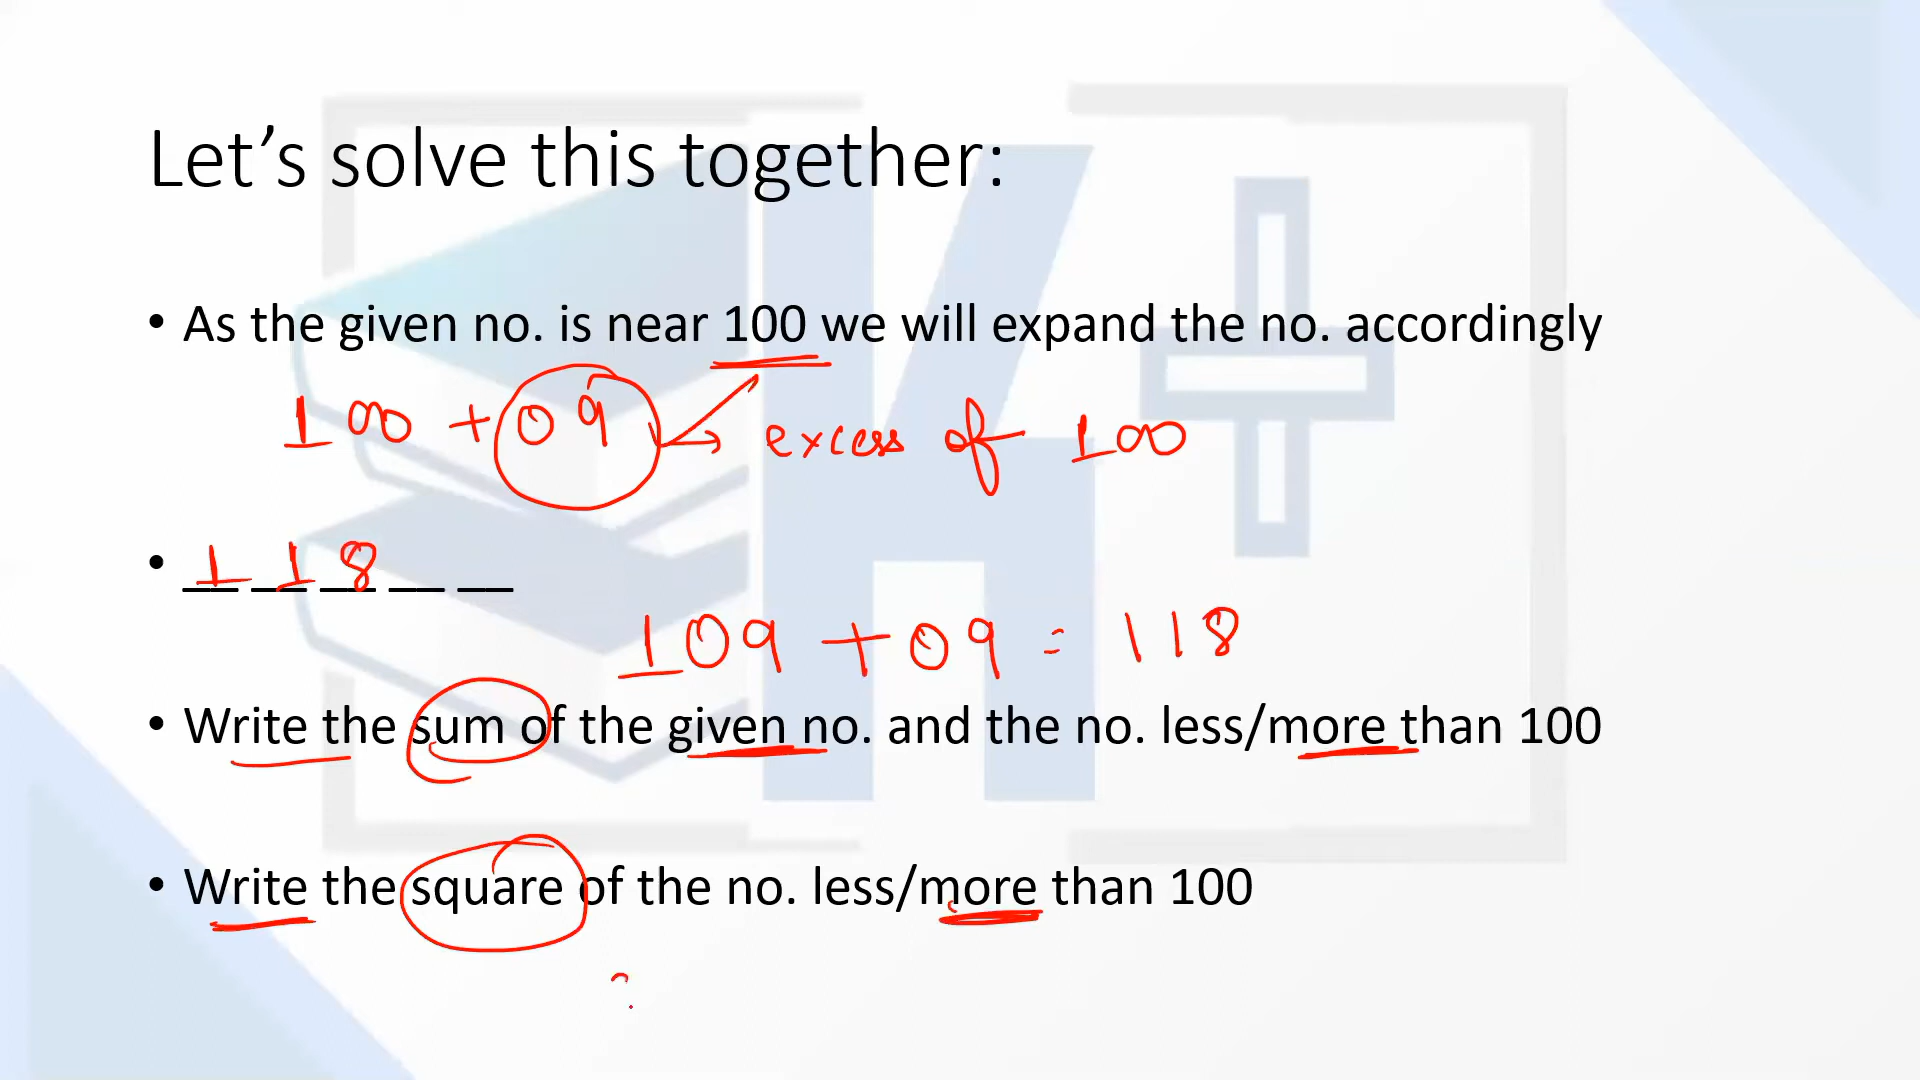 Let's solve this together:
• As the given no. is near 100 we will expand the no. accordingly
100 + 09 → excess of 100
• 1 1 8 __ __
109 + 09 = 118
• Write the sum of the given no. and the no. less/more than 100
• Write the square of the no. less/more than 100